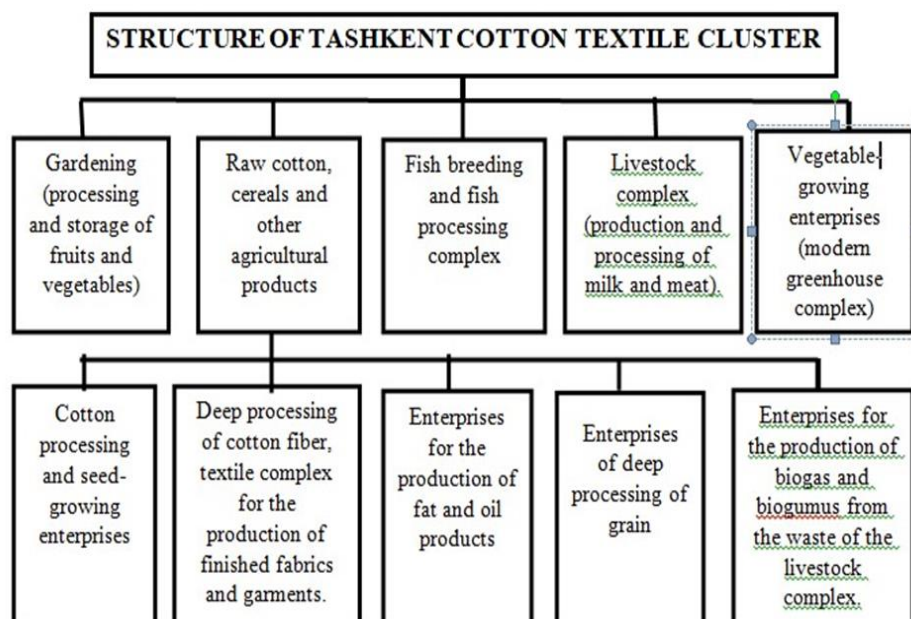 STRUCTURE OF TASHKENT COTTON TEXTILE CLUSTER
Gardening
(processing
and storage of
fruits and
vegetables)
Raw cotton,
cereals and
other
agricultural
products
Fish breeding
and fish
processing
complex
Livestock
complex
(production and
processing of
milk and meat).
Vegetable-
growing
enterprises
(modern
greenhouse
complex)
Cotton
processing
and seed-
growing
enterprises
Deep processing
of cotton fiber,
textile complex
for the
production of
finished fabrics
and garments.
Enterprises
for the
production of
fat and oil
products
Enterprises
of deep
processing of
grain
Enterprises for
the production of
biogas and
biogumus from
the waste of the
livestock
complex.